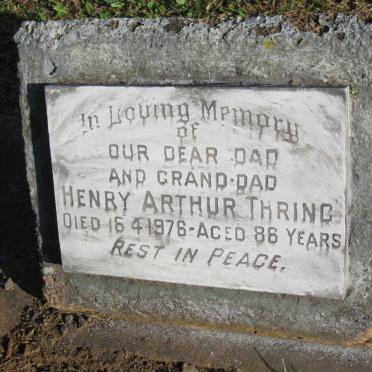 In Loving Memory
of
OUR DEAR DAD
AND GRAND-DAD
HENRY ARTHUR THRING
DIED 16·4·1976-AGED 86 YEARS
REST IN PEACE.